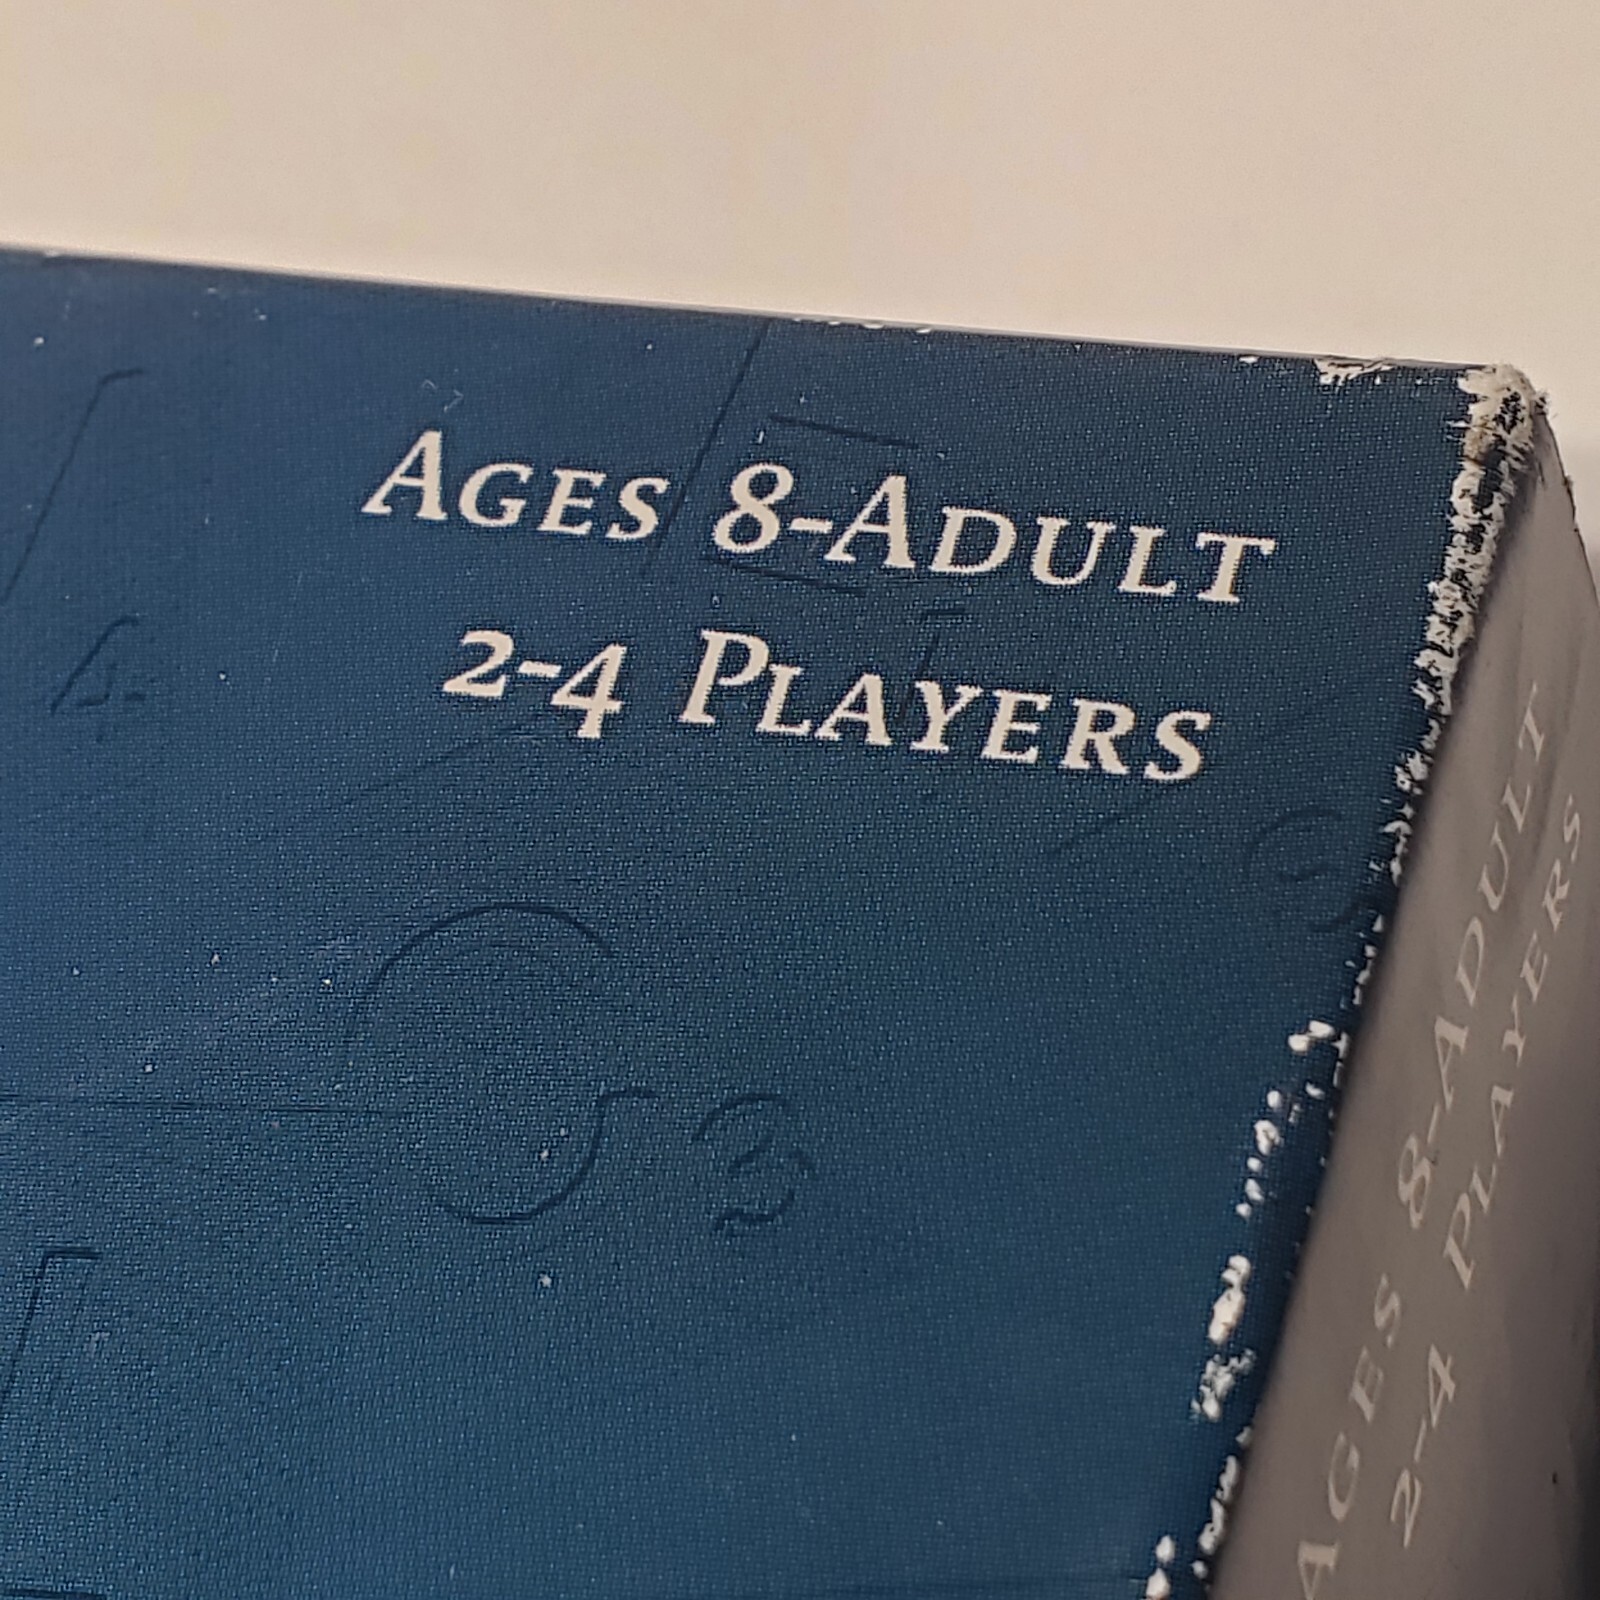 AGES 8-ADULT
2-4 PLAYERS
AGES 8-ADULT
2-4 PLAYERS